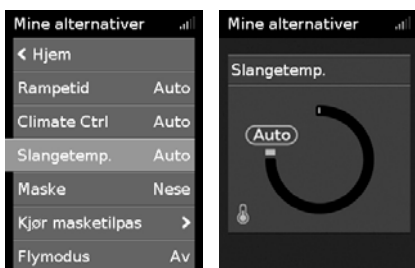 Mine alternativer
< Hjem
Rampetid Auto
Climate Ctrl Auto
Slangetemp. Auto
Maske Nese
Kjør masketilpas >
Flymodus Av
Mine alternativer
Slangetemp.
Auto